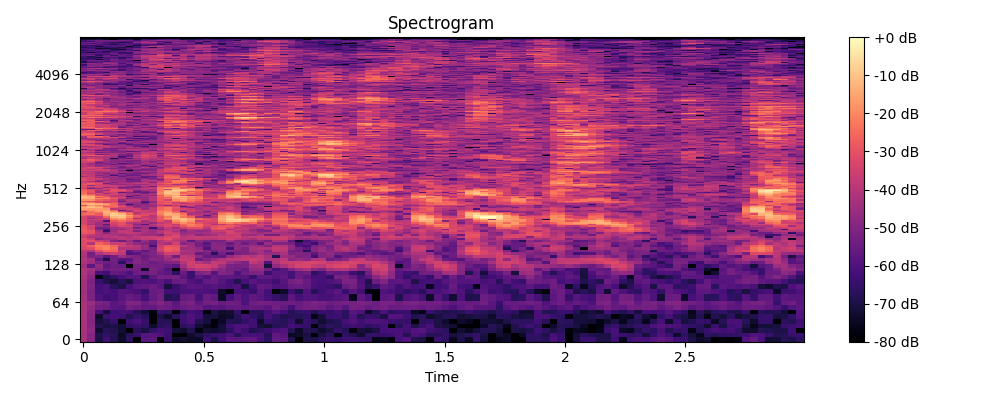 Spectrogram
Hz
4096
2048
1024
512
256
128
64
0
0
0.5
1
1.5
2
2.5
Time
+0 dB
-10 dB
-20 dB
-30 dB
-40 dB
-50 dB
-60 dB
-70 dB
-80 dB